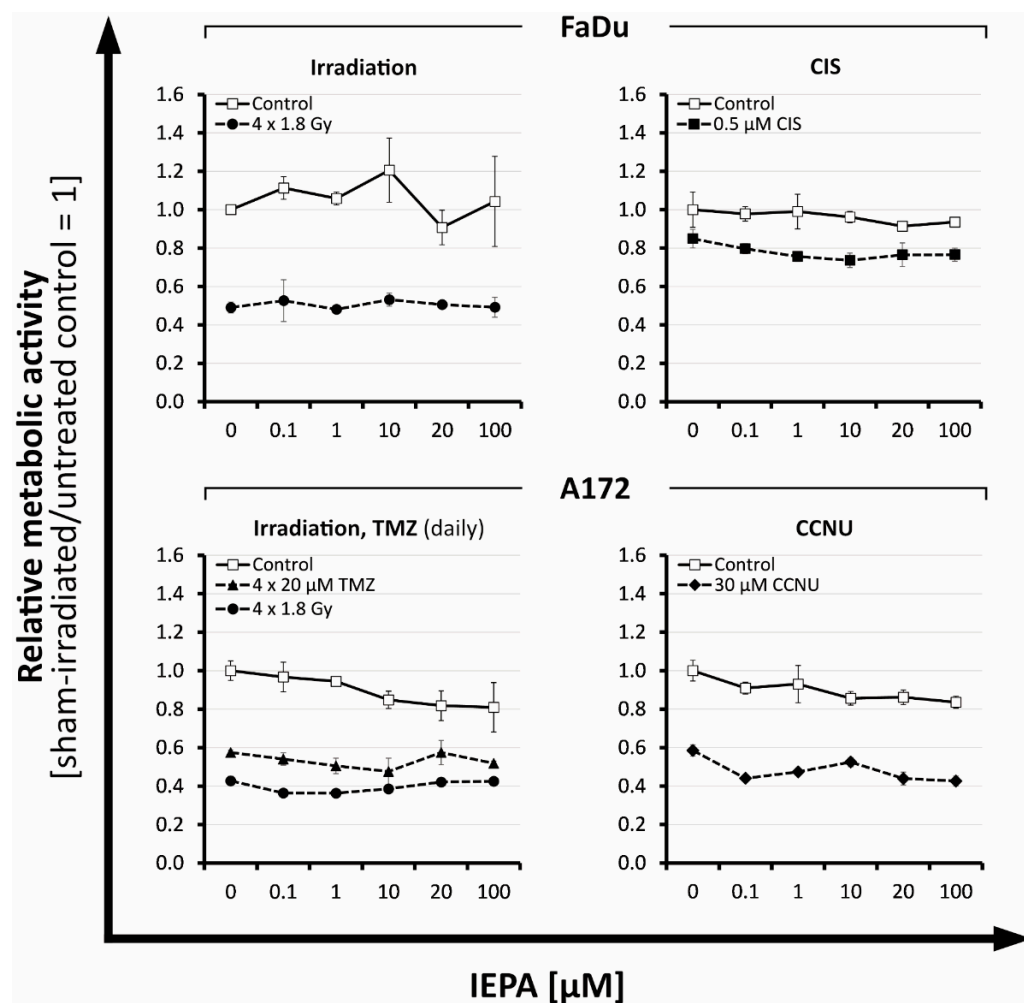 FaDu
Irradiation
Control
4 x 1.8 Gy
1.6
1.4
1.2
1.0
0.8
0.6
0.4
0.2
0.0
0 0.1 1 10 20 100
CIS
Control
0.5 µM CIS
1.6
1.4
1.2
1.0
0.8
0.6
0.4
0.2
0.0
0 0.1 1 10 20 100
A172
Irradiation, TMZ (daily)
Control
4 x 20 µM TMZ
4 x 1.8 Gy
1.6
1.4
1.2
1.0
0.8
0.6
0.4
0.2
0.0
0 0.1 1 10 20 100
CCNU
Control
30 µM CCNU
1.6
1.4
1.2
1.0
0.8
0.6
0.4
0.2
0.0
0 0.1 1 10 20 100
Relative metabolic activity
[sham-irradiated/untreated control = 1]
IEPA [µM]